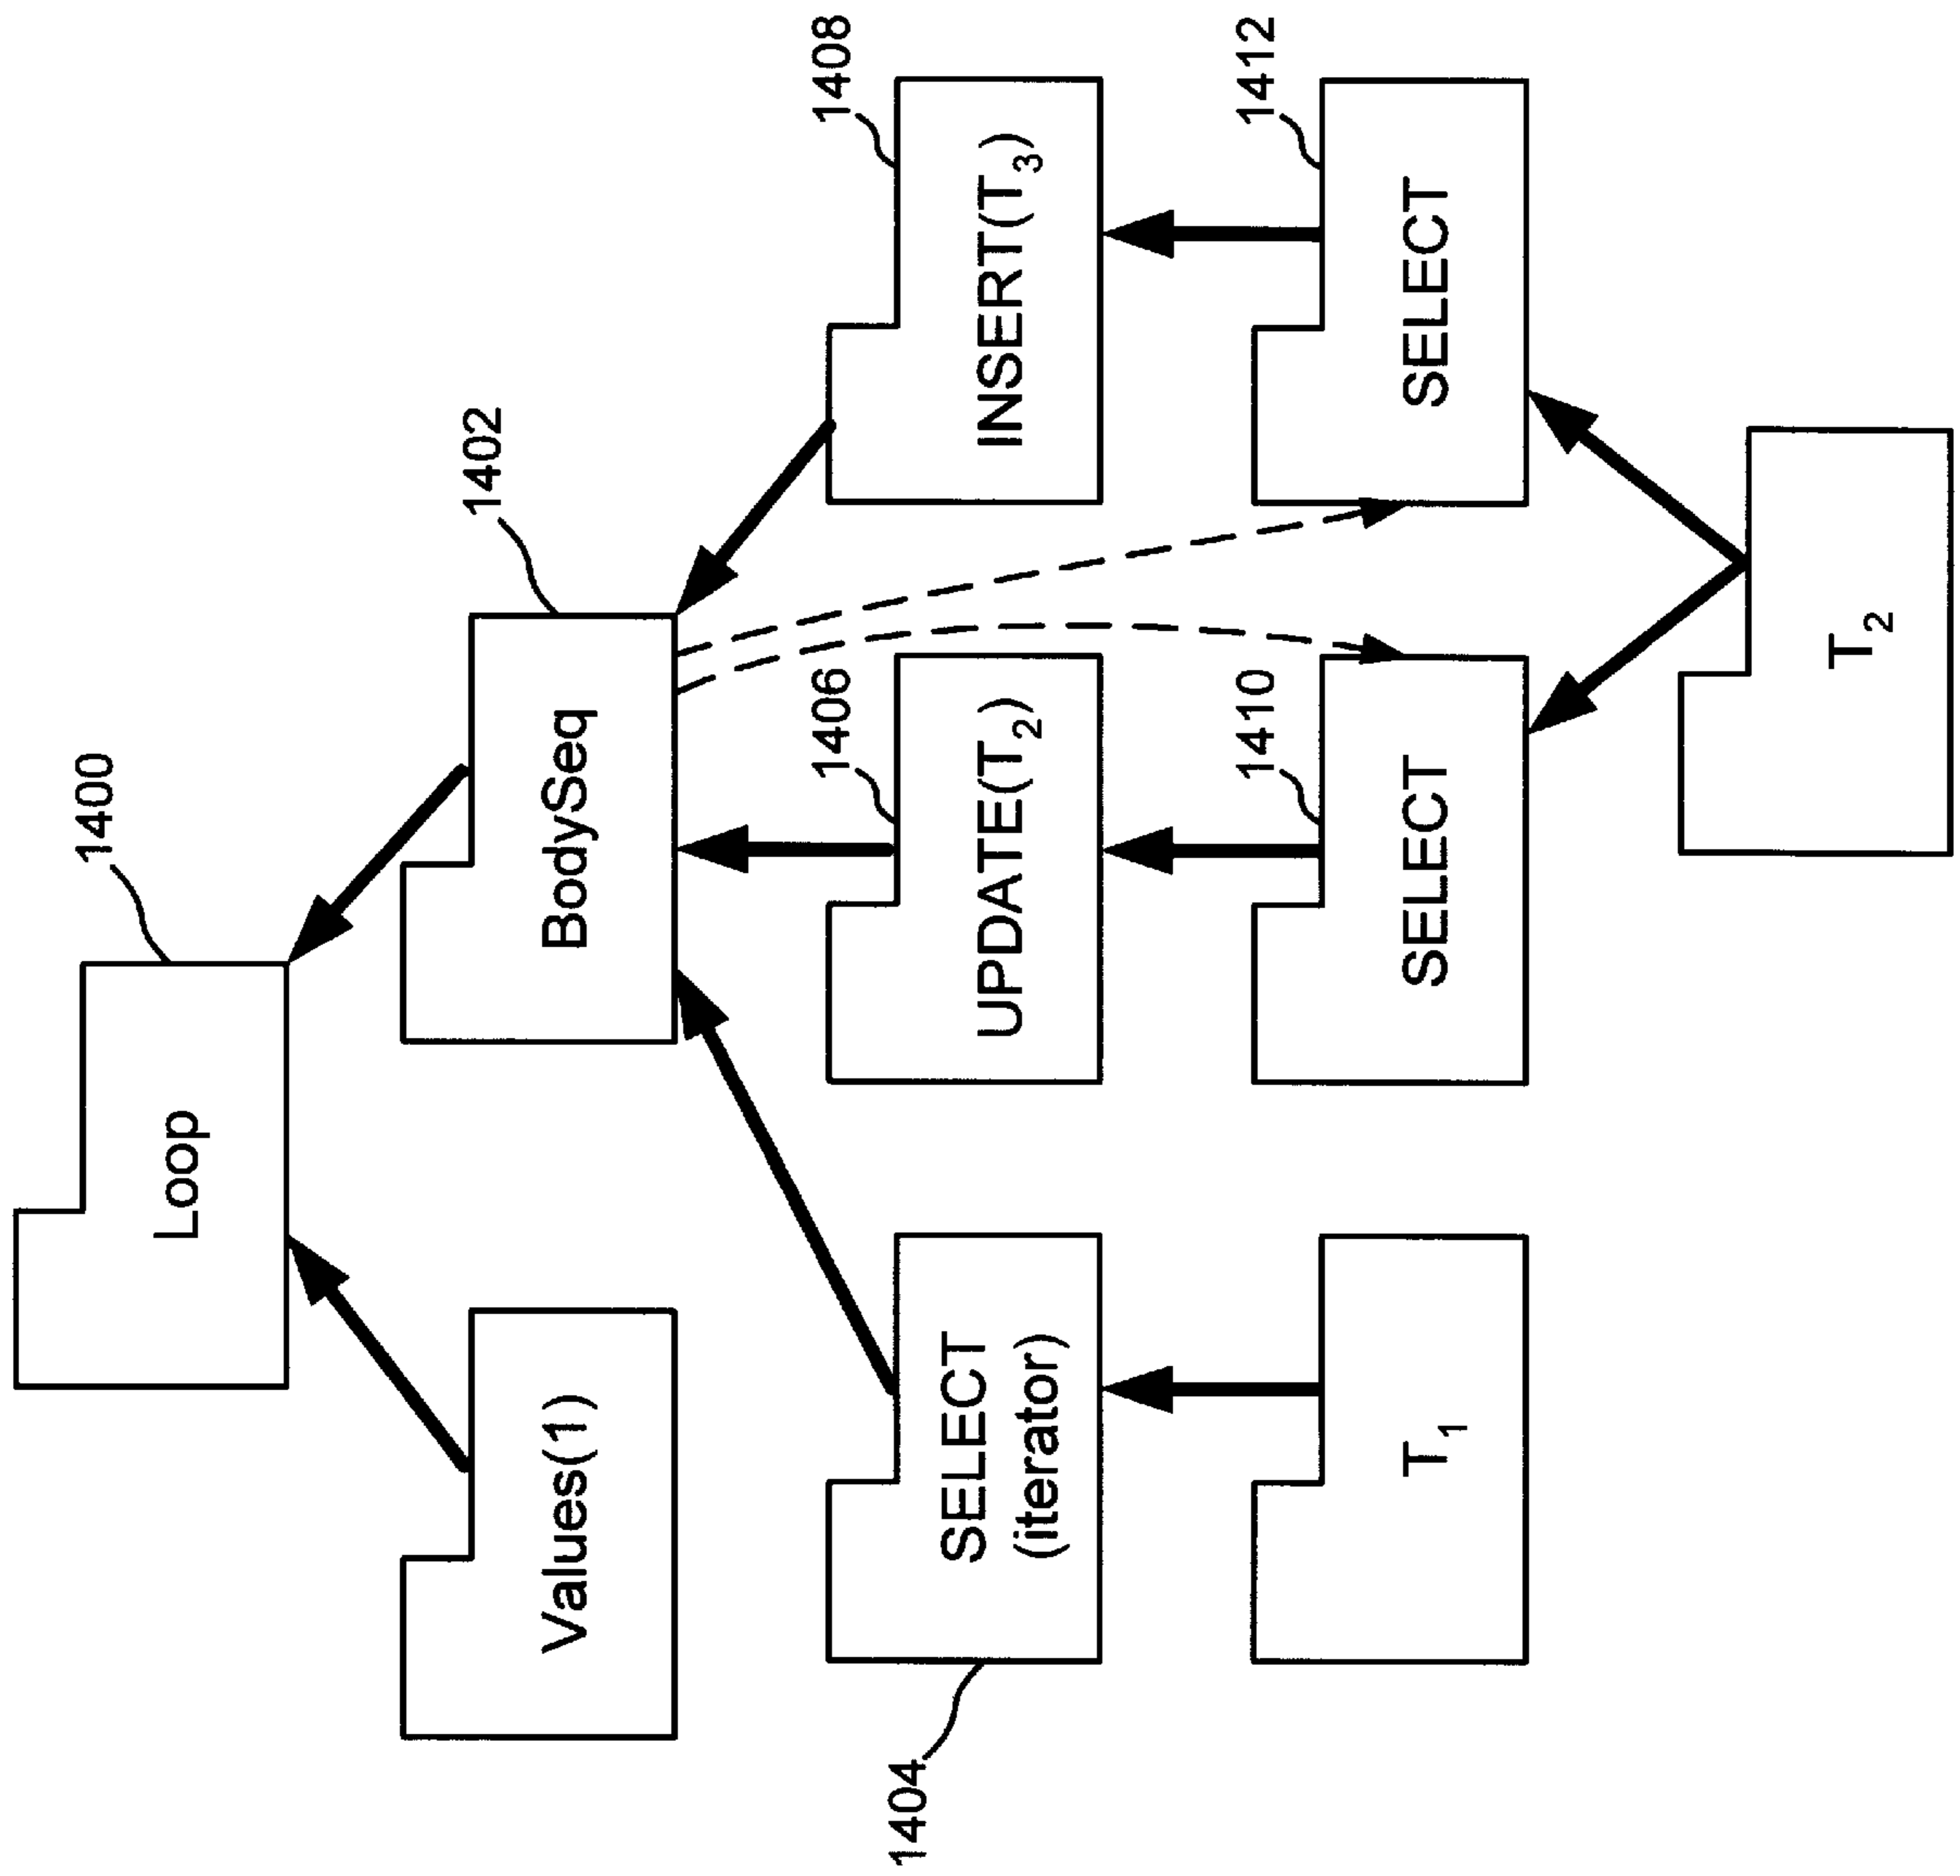 1400
Loop
Values(1)
1402
BodySeq
1404
SELECT
(iterator)
1406
UPDATE(T2)
1408
INSERT(T3)
T1
1410
SELECT
1412
SELECT
T2